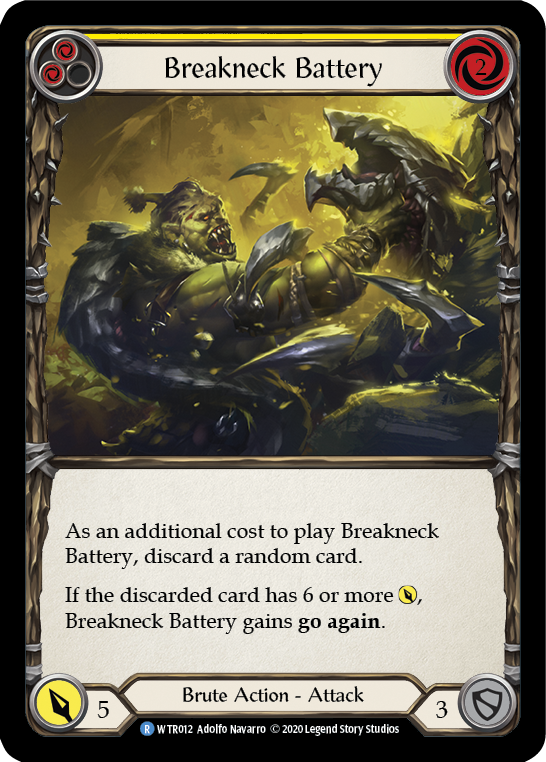 Breakneck Battery
2
As an additional cost to play Breakneck
Battery, discard a random card.
If the discarded card has 6 or more ,
Breakneck Battery gains go again.
5
Brute Action - Attack
3
R WTR012 Adolfo Navarro © 2020 Legend Story Studios